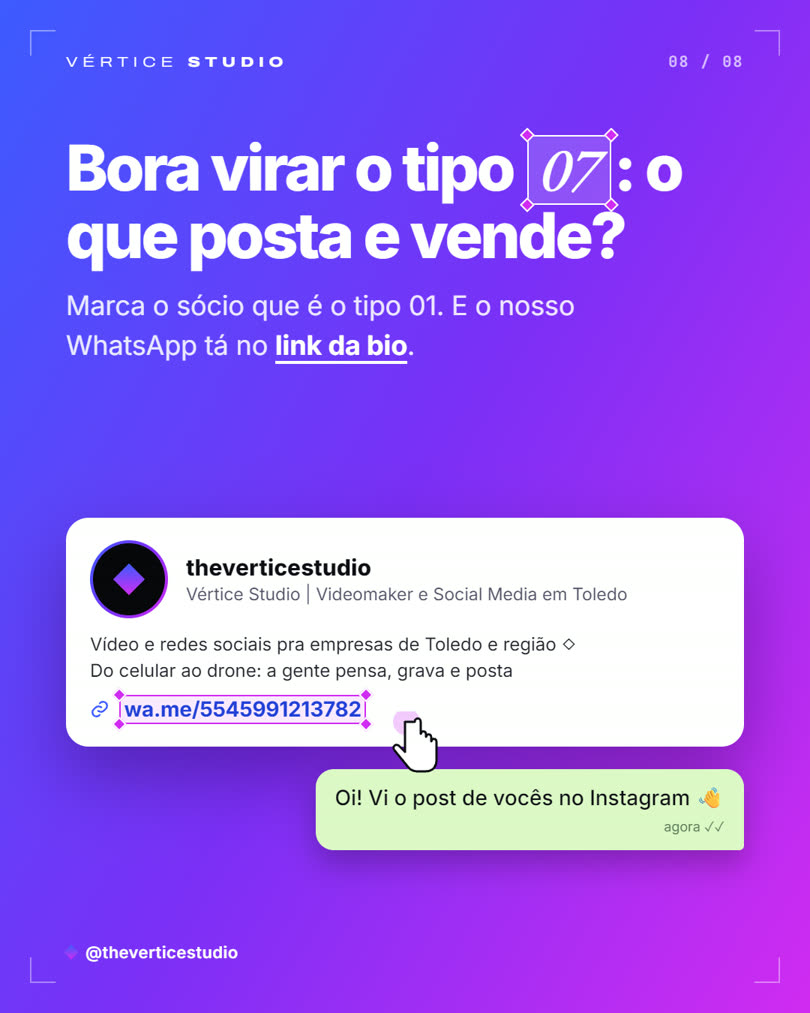 VÉRTICE STUDIO
08 / 08
Bora virar o tipo 07: o
que posta e vende?
Marca o sócio que é o tipo 01. E o nosso
WhatsApp tá no link da bio.
theverticestudio
Vértice Studio | Videomaker e Social Media em Toledo
Vídeo e redes sociais pra empresas de Toledo e região ◇
Do celular ao drone: a gente pensa, grava e posta
wa.me/5545991213782
Oi! Vi o post de vocês no Instagram 👋
agora ✓✓
@theverticestudio